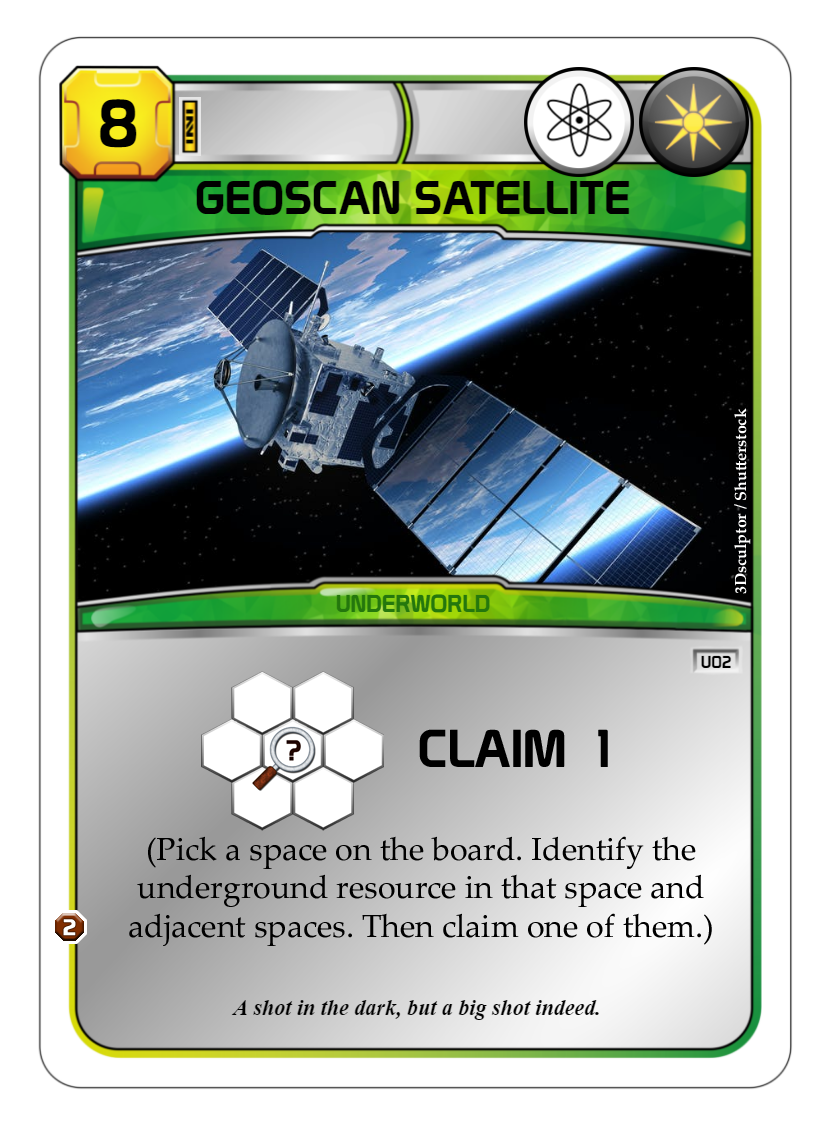 8
GEOSCAN SATELLITE
3Dsculptor / Shutterstock
UNDERWORLD
U02
?
CLAIM 1
(Pick a space on the board. Identify the
underground resource in that space and
adjacent spaces. Then claim one of them.)
2
A shot in the dark, but a big shot indeed.